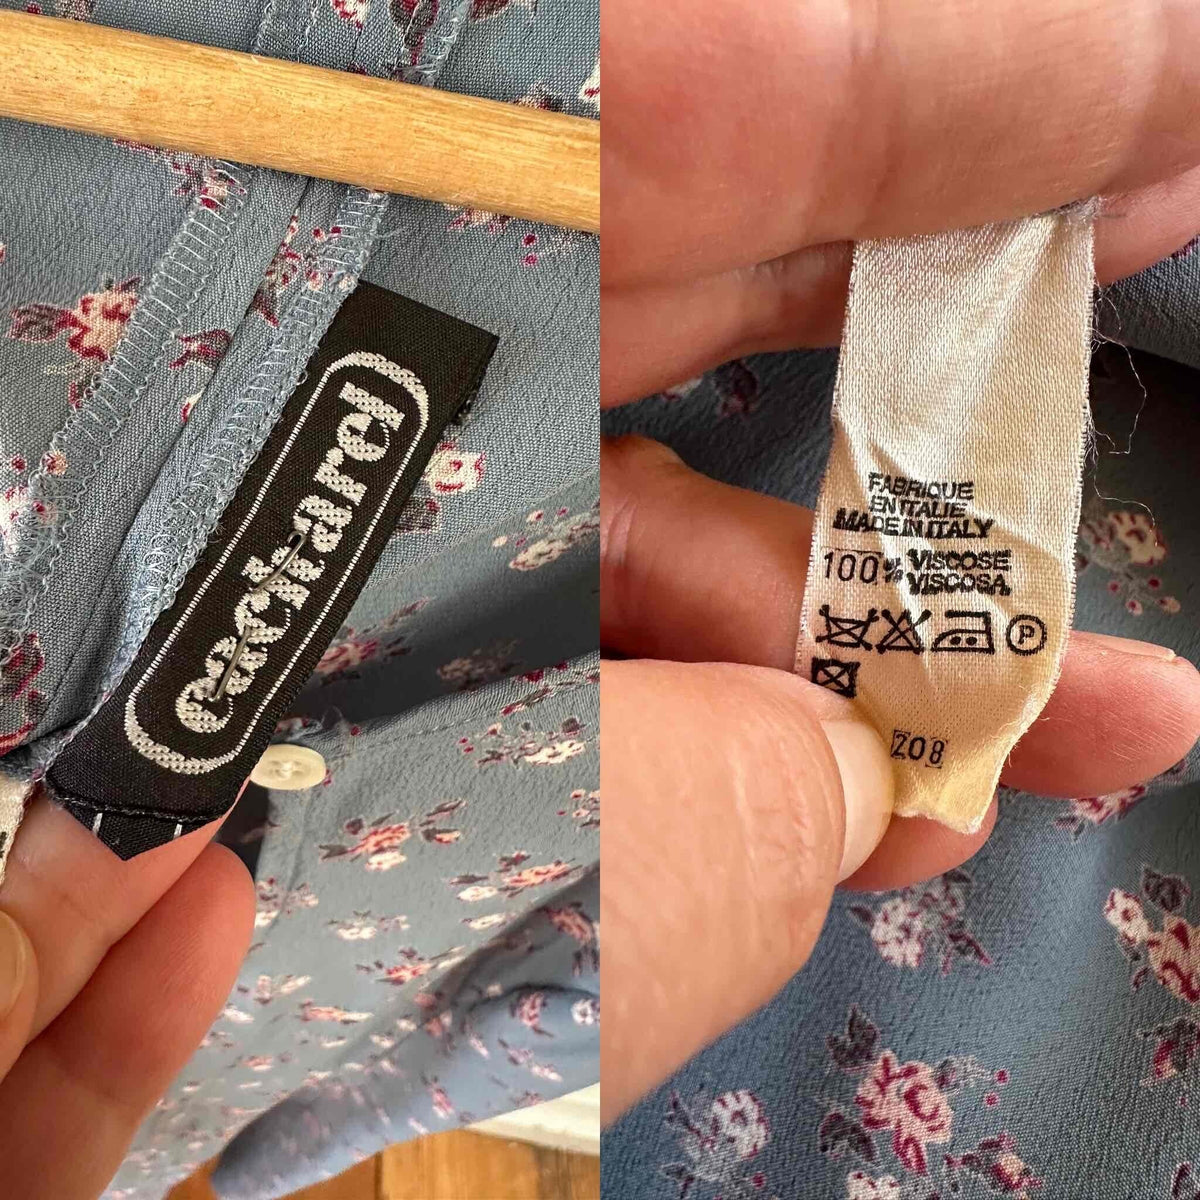 cacharel
FABRIQUE
EN ITALIE
MADE IN ITALY
100% VISCOSE
VISCOSA
P
208